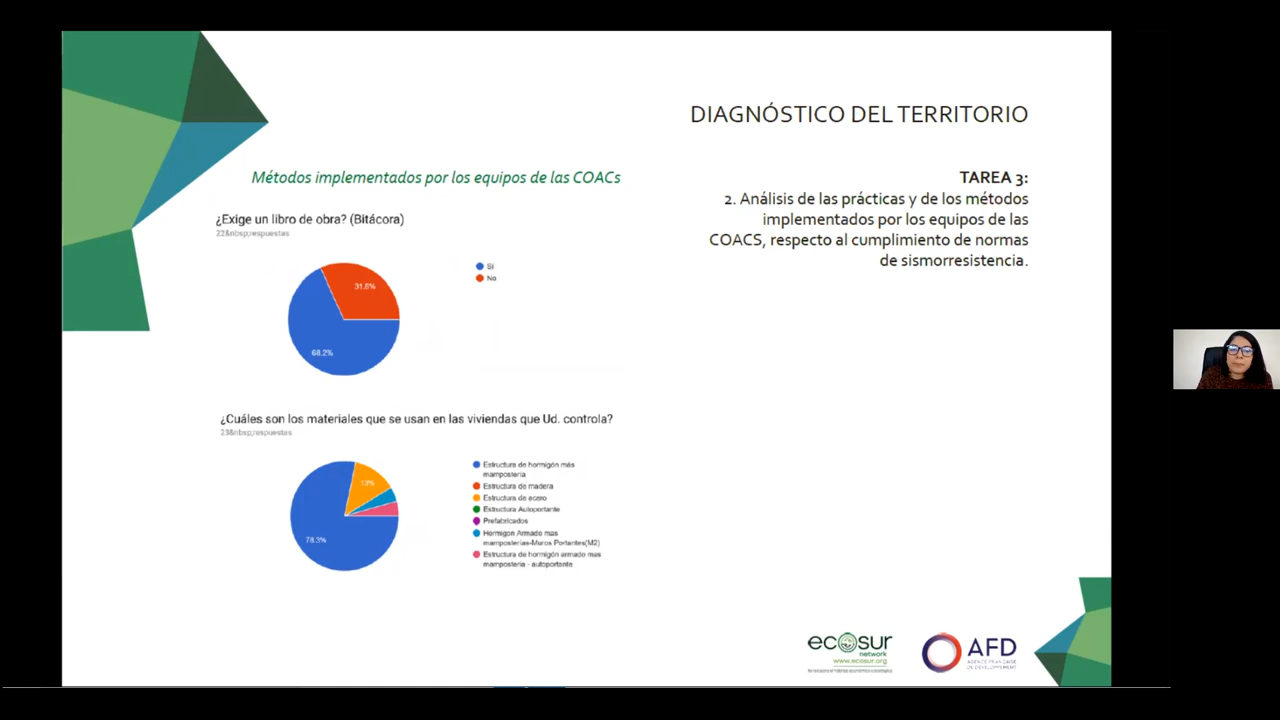 DIAGNÓSTICO DEL TERRITORIO
Métodos implementados por los equipos de las COACs
TAREA 3:
2. Análisis de las prácticas y de los métodos
implementados por los equipos de las
COACS, respecto al cumplimiento de normas
de sismorresistencia.
¿Exige un libro de obra? (Bitácora)
22&nbsp;respuestas
Sí
No
31.8%
68.2%
¿Cuáles son los materiales que se usan en las viviendas que Ud. controla?
23&nbsp;respuestas
Estructura de hormigón más
mampostería
Estructura de madera
Estructura de acero
Estructura Autoportante
Prefabricados
Hormigon Armado mas
mamposterías-Muros Portantes(M2)
Estructura de hormigón armado mas
mampostería - autoportante
13%
78.3%
ecosur
network
www.ecosur.org
AFD
AGENCE FRANÇAISE
DE DÉVELOPPEMENT